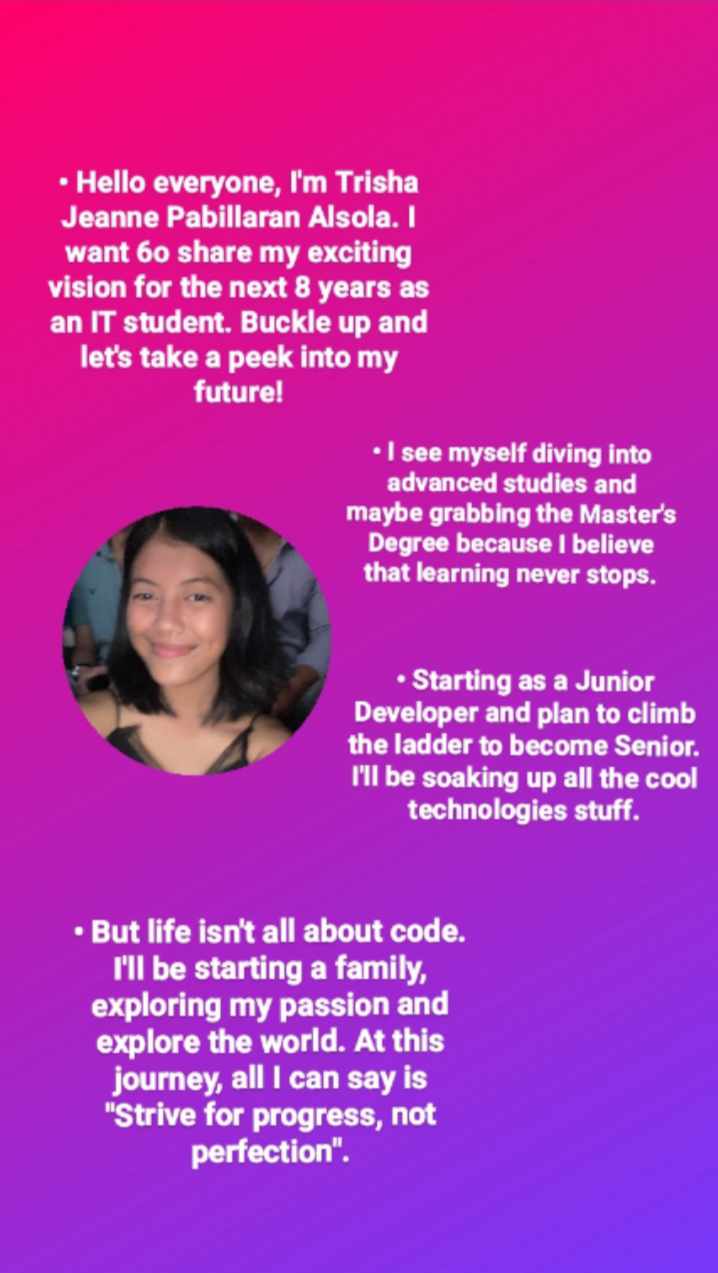 • Hello everyone, I'm Trisha
Jeanne Pabillaran Alsola. I
want 6o share my exciting
vision for the next 8 years as
an IT student. Buckle up and
let's take a peek into my
future!
• I see myself diving into
advanced studies and
maybe grabbing the Master's
Degree because I believe
that learning never stops.
• Starting as a Junior
Developer and plan to climb
the ladder to become Senior.
I'll be soaking up all the cool
technologies stuff.
• But life isn't all about code.
I'll be starting a family,
exploring my passion and
explore the world. At this
journey, all I can say is
"Strive for progress, not
perfection".